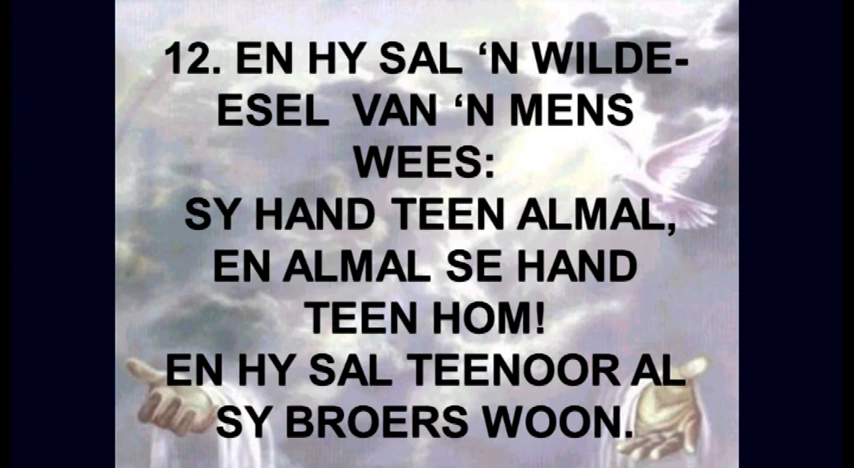 12. EN HY SAL ‘N WILDE-
ESEL VAN ‘N MENS
WEES:
SY HAND TEEN ALMAL,
EN ALMAL SE HAND
TEEN HOM!
EN HY SAL TEENOOR AL
SY BROERS WOON.